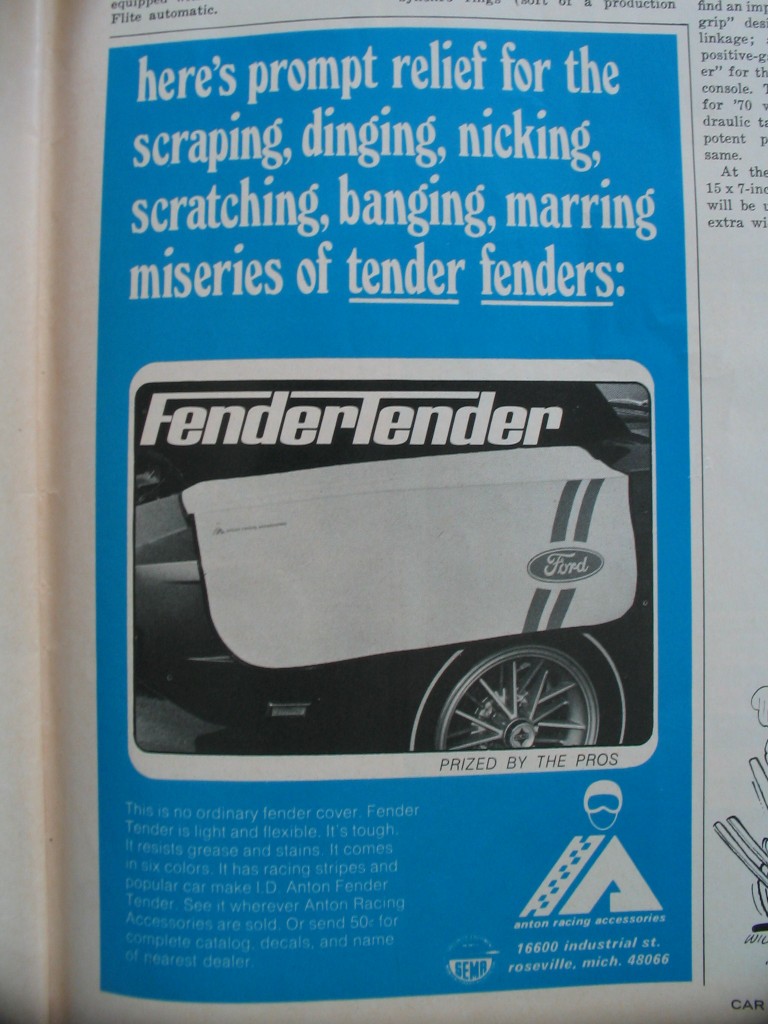 Flite automatic.
here's prompt relief for the
scraping, dinging, nicking,
scratching, banging, marring
miseries of tender fenders:
FenderTender
Ford
PRIZED BY THE PROS
This is no ordinary fender cover. Fender
Tender is light and flexible. It's tough.
It resists grease and stains. It comes
in six colors. It has racing stripes and
popular car make I.D. Anton Fender
Tender. See it wherever Anton Racing
Accessories are sold. Or send 50¢ for
complete catalog, decals, and name
of nearest dealer.
anton racing accessories
16600 industrial st.
roseville, mich. 48066
SEMA
(sort of a production
find an imp
grip" desi
linkage;
positive-g
er" for th
console. T
for '70 w
draulic ta
potent p
same.
At the
15 x 7-inc
will be u
extra wi
CAR